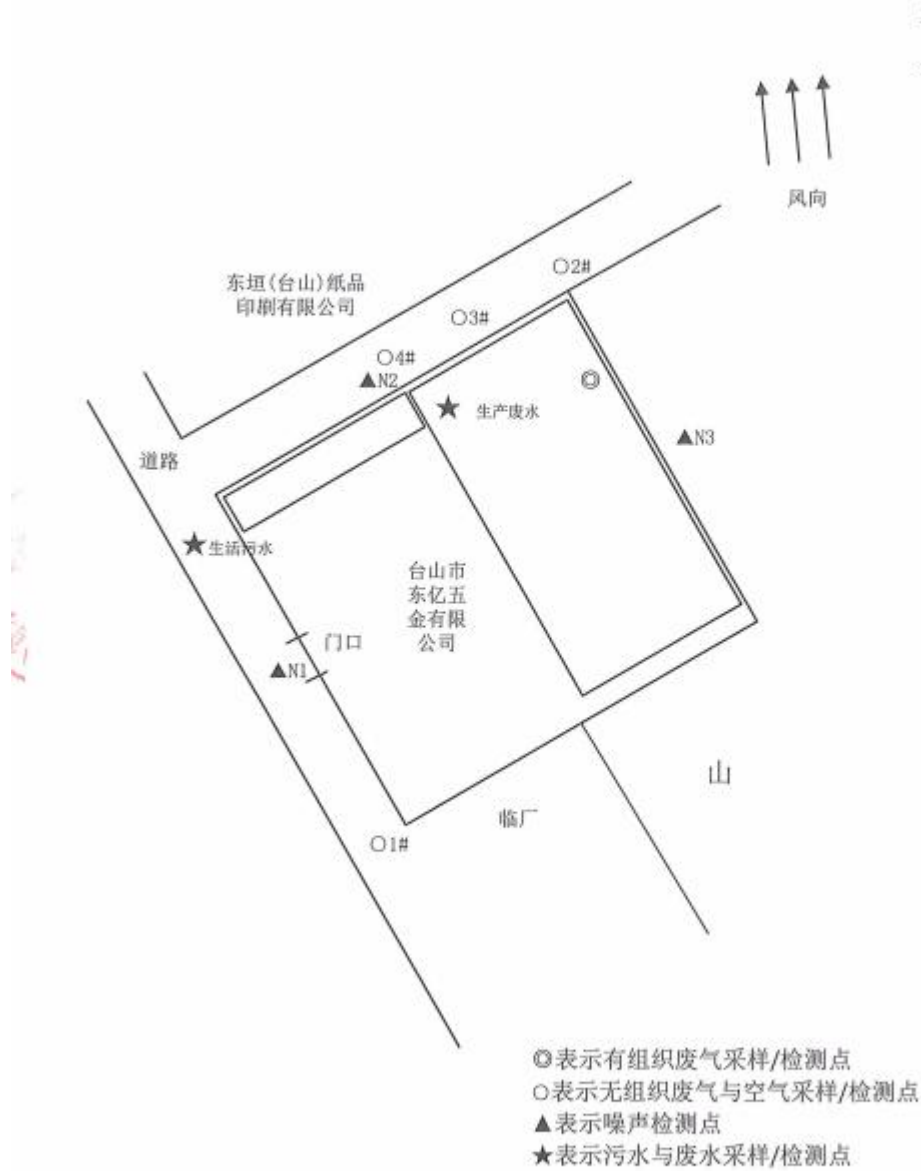 风向
○2#
东垣(台山)纸品
印刷有限公司
○3#
○4#
▲N2
★ 生产废水
◎
▲N3
道路
★生活污水
台山市
东亿五
金有限
公司
门口
▲N1
山
临厂
○1#
◎表示有组织废气采样/检测点
○表示无组织废气与空气采样/检测点
▲表示噪声检测点
★表示污水与废水采样/检测点